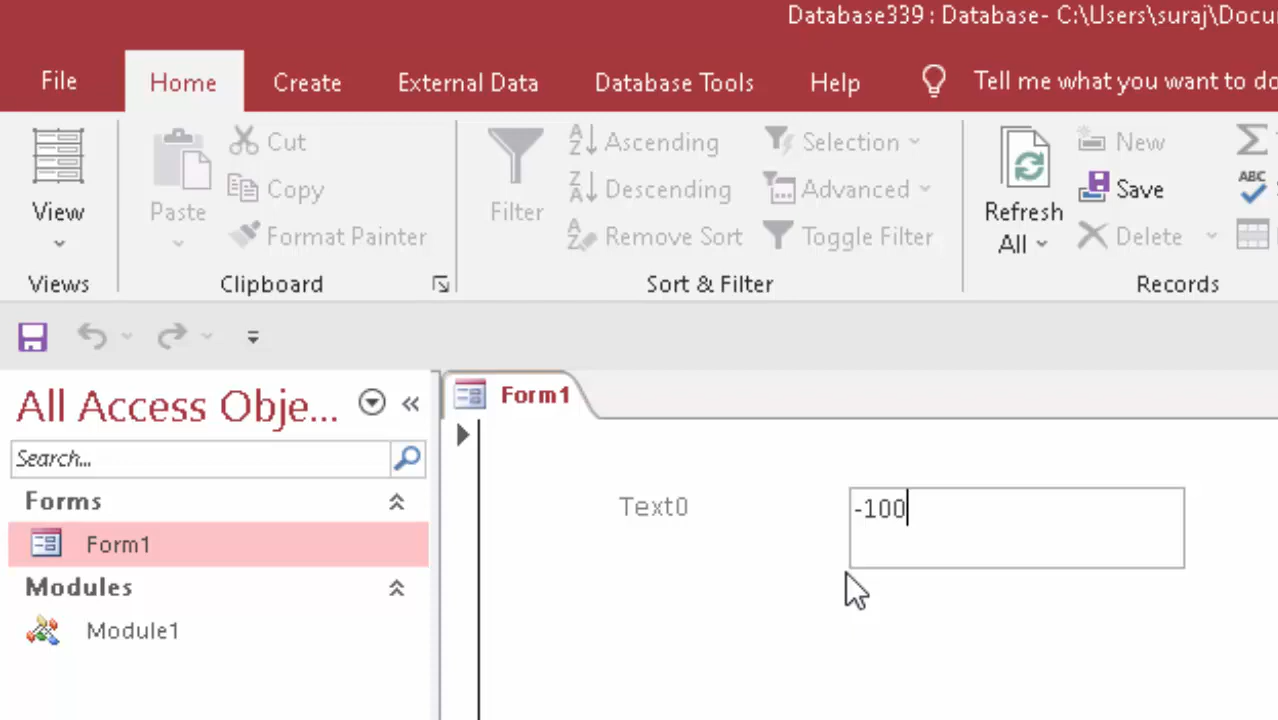 Database339 : Database- C:\Users\suraj\Docu
File Home Create External Data Database Tools Help Tell me what you want to do
View
Views
Paste
Cut
Copy
Format Painter
Clipboard
Filter
Ascending
Descending
Remove Sort
Selection
Advanced
Toggle Filter
Sort & Filter
Refresh
All
New
Save
Delete
Records
ABC
All Access Obje...
Search...
Forms
Form1
Modules
Module1
Form1
Text0
-100